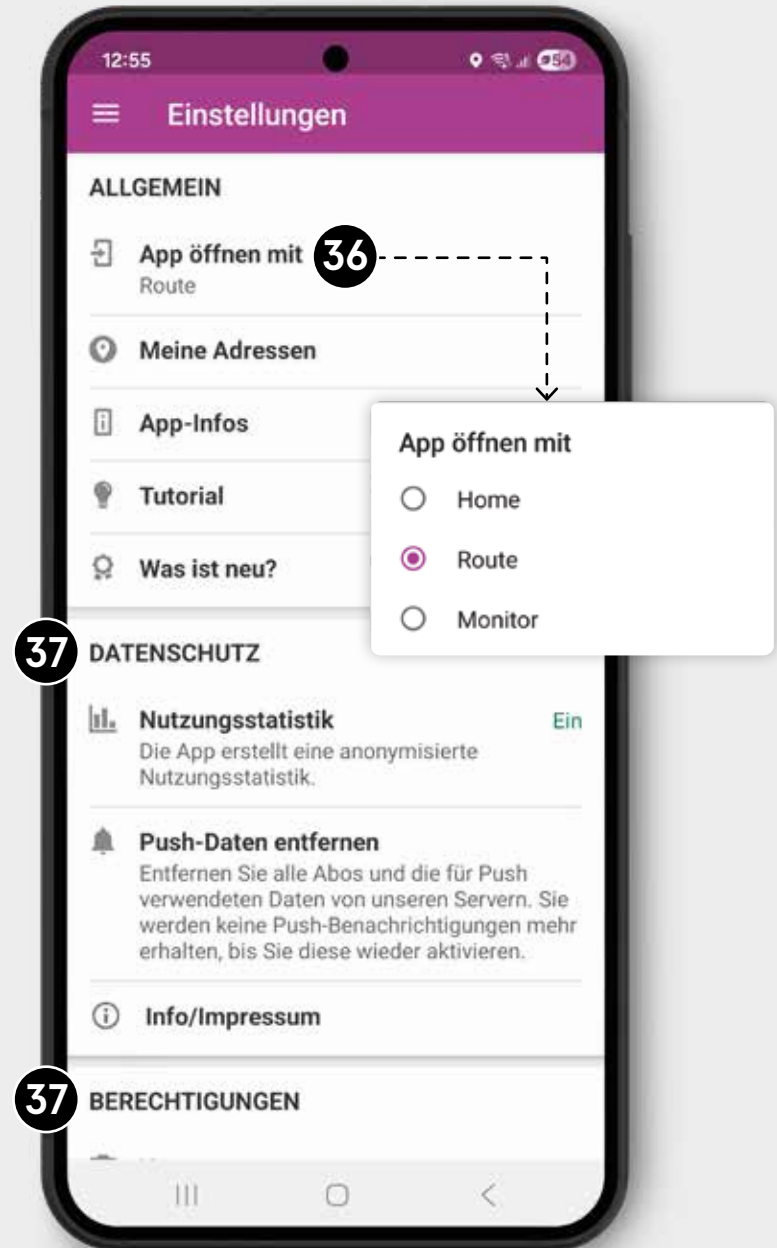 12:55
54
Einstellungen
ALLGEMEIN
App öffnen mit
36
Route
Meine Adressen
App-Infos
Tutorial
Was ist neu?
App öffnen mit
Home
Route
Monitor
37
DATENSCHUTZ
Nutzungsstatistik
Ein
Die App erstellt eine anonymisierte
Nutzungsstatistik.
Push-Daten entfernen
Entfernen Sie alle Abos und die für Push
verwendeten Daten von unseren Servern. Sie
werden keine Push-Benachrichtigungen mehr
erhalten, bis Sie diese wieder aktivieren.
Info/Impressum
37
BERECHTIGUNGEN